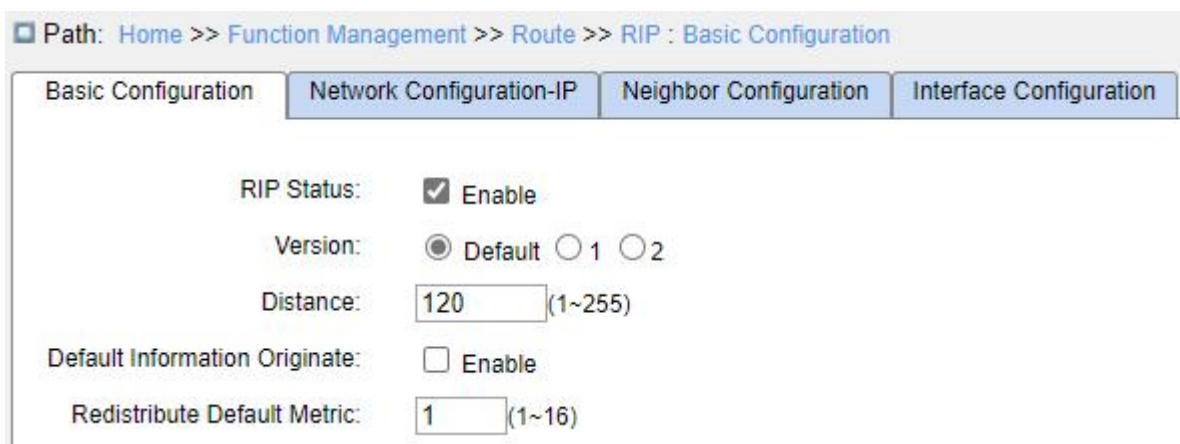 Path: Home >> Function Management >> Route >> RIP : Basic Configuration
Basic Configuration Network Configuration-IP Neighbor Configuration Interface Configuration
RIP Status: Enable
Version: Default 1 2
Distance: 120 (1~255)
Default Information Originate: Enable
Redistribute Default Metric: 1 (1~16)